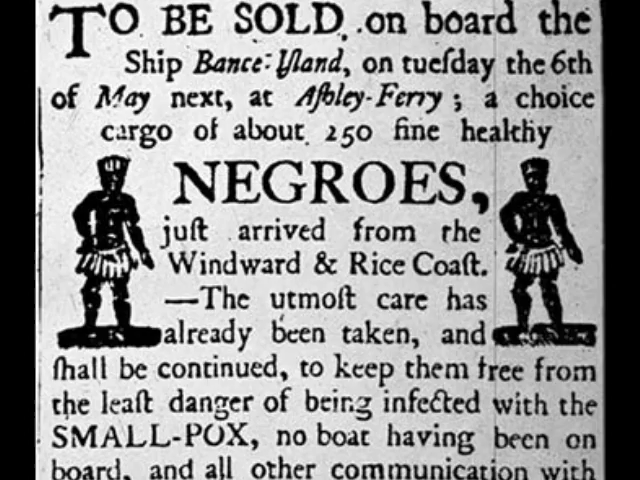 TO BE SOLD, on board the
Ship Bance-Yſland, on tueſday the 6th
of May next, at Aſhley-Ferry; a choice
cargo of about 250 fine healthy
NEGROES,
juſt arrived from the
Windward & Rice Coaſt.
—The utmoſt care has
already been taken, and
ſhall be continued, to keep them free from
the leaſt danger of being infected with the
SMALL-POX, no boat having been on
board, and all other communication with